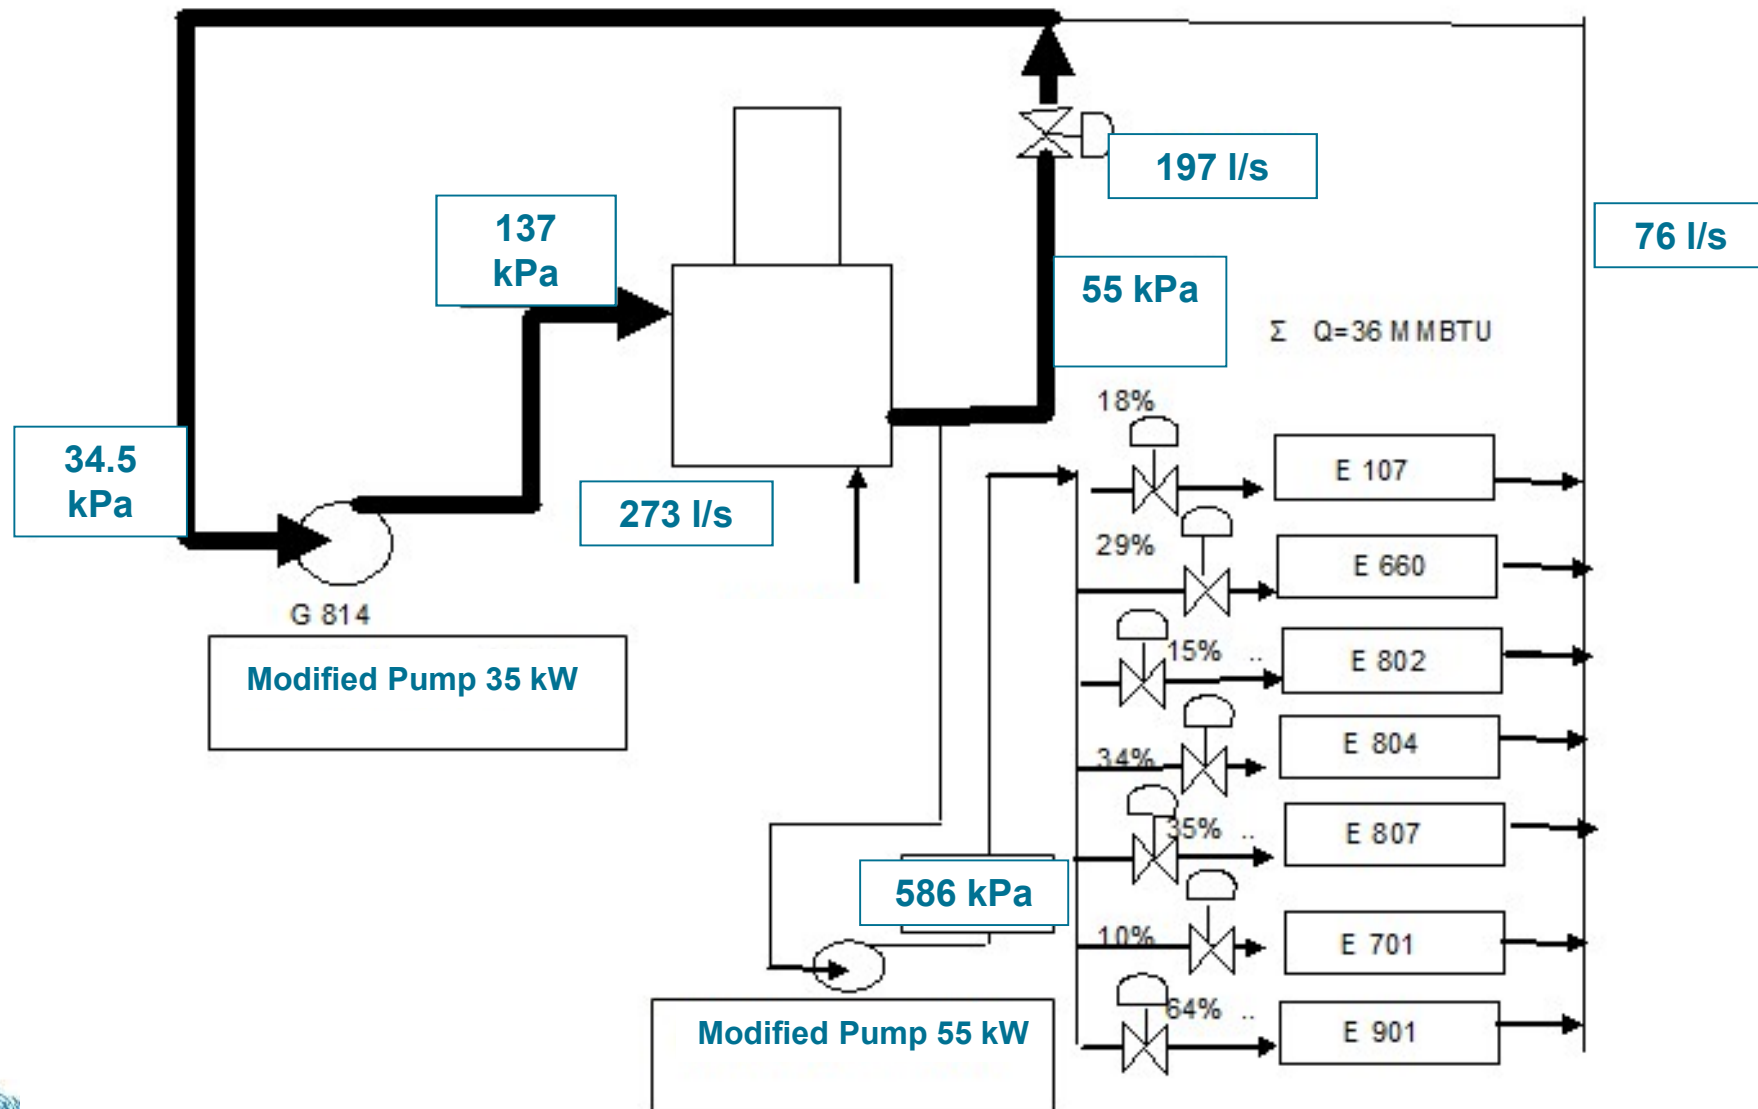 197 l/s
137
kPa
76 l/s
55 kPa
Σ Q=36 MMBTU
18%
34.5
kPa
E 107
273 l/s
29%
E 660
G 814
15% ..
E 802
Modified Pump 35 kW
34%
E 804
35% ..
E 807
586 kPa
10%
E 701
64% ..
E 901
Modified Pump 55 kW